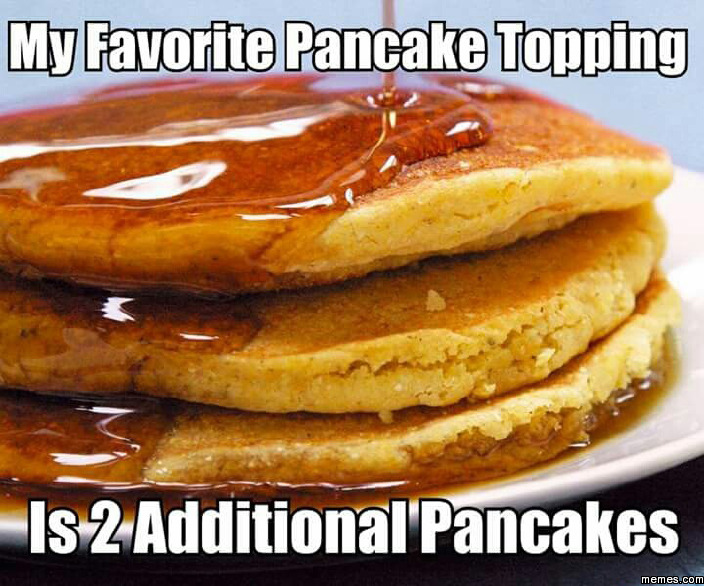 My Favorite Pancake Topping
Is 2 Additional Pancakes
memes.com